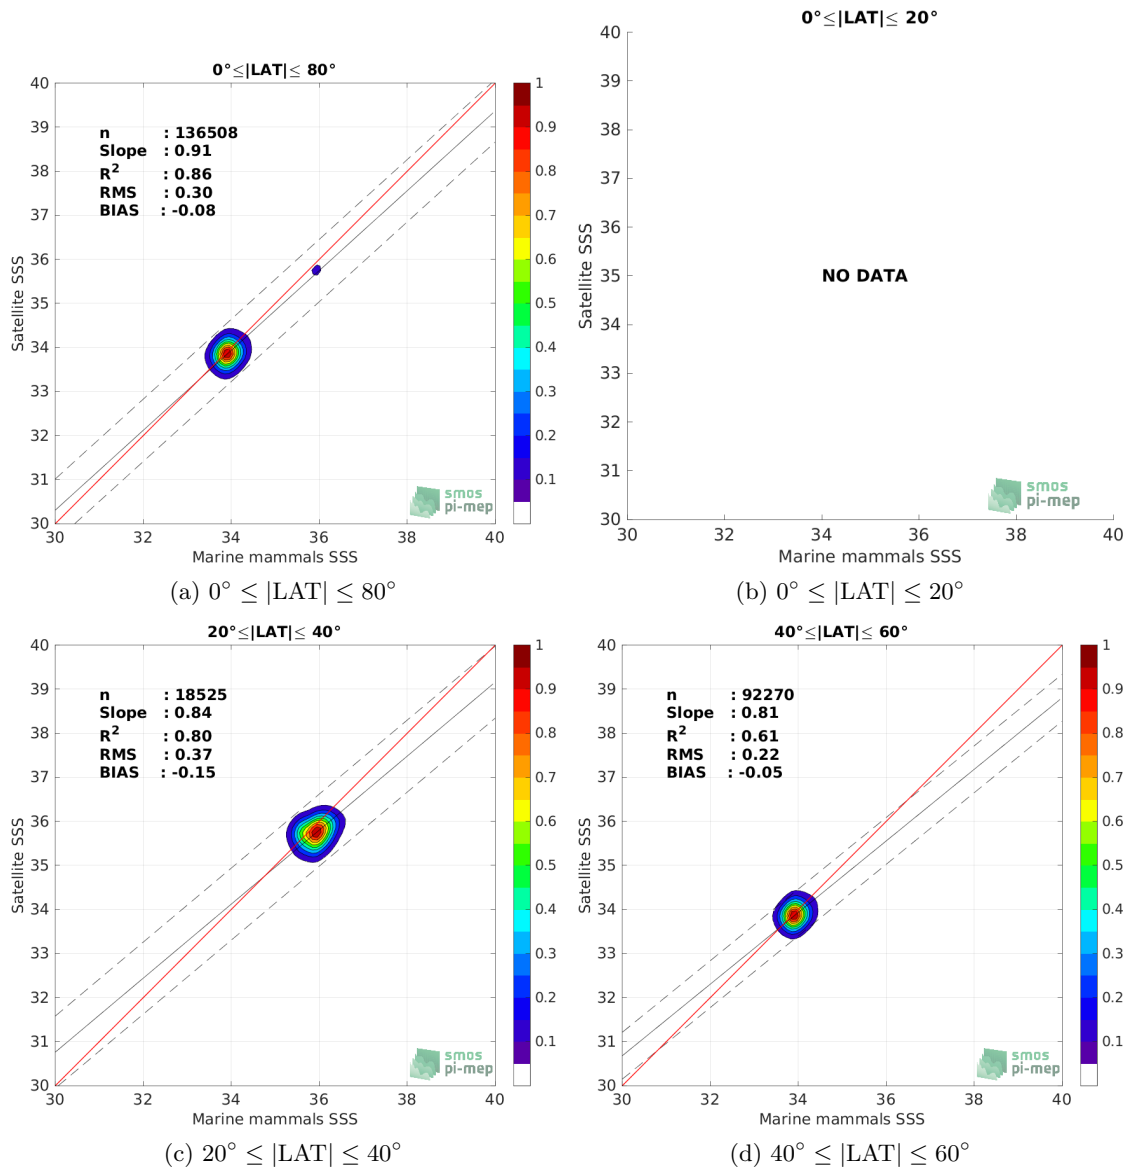 0°≤|LAT|≤ 80°
40
39
38
37
36
35
34
33
32
31
30
Satellite SSS
n : 136508
Slope : 0.91
R² : 0.86
RMS : 0.30
BIAS : -0.08
smos
pi-mep
30 32 34 36 38 40
Marine mammals SSS
1
0.9
0.8
0.7
0.6
0.5
0.4
0.3
0.2
0.1
(a) 0° ≤ |LAT| ≤ 80°
0°≤|LAT|≤ 20°
40
39
38
37
36
35
34
33
32
31
30
Satellite SSS
NO DATA
smos
pi-mep
30 32 34 36 38 40
Marine mammals SSS
(b) 0° ≤ |LAT| ≤ 20°
20°≤|LAT|≤ 40°
40
39
38
37
36
35
34
33
32
31
30
Satellite SSS
n : 18525
Slope : 0.84
R² : 0.80
RMS : 0.37
BIAS : -0.15
smos
pi-mep
30 32 34 36 38 40
Marine mammals SSS
1
0.9
0.8
0.7
0.6
0.5
0.4
0.3
0.2
0.1
(c) 20° ≤ |LAT| ≤ 40°
40°≤|LAT|≤ 60°
40
39
38
37
36
35
34
33
32
31
30
Satellite SSS
n : 92270
Slope : 0.81
R² : 0.61
RMS : 0.22
BIAS : -0.05
smos
pi-mep
30 32 34 36 38 40
Marine mammals SSS
1
0.9
0.8
0.7
0.6
0.5
0.4
0.3
0.2
0.1
(d) 40° ≤ |LAT| ≤ 60°